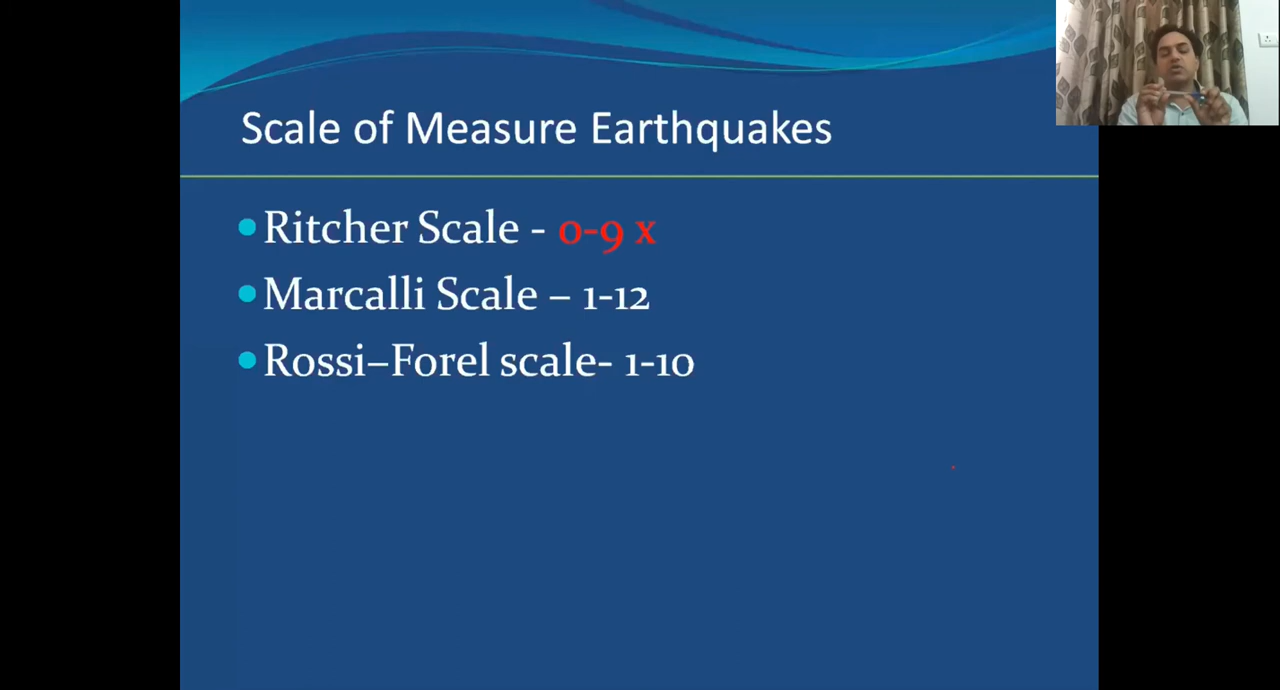 Scale of Measure Earthquakes
Ritcher Scale - 0-9 x
Marcalli Scale – 1-12
Rossi–Forel scale- 1-10